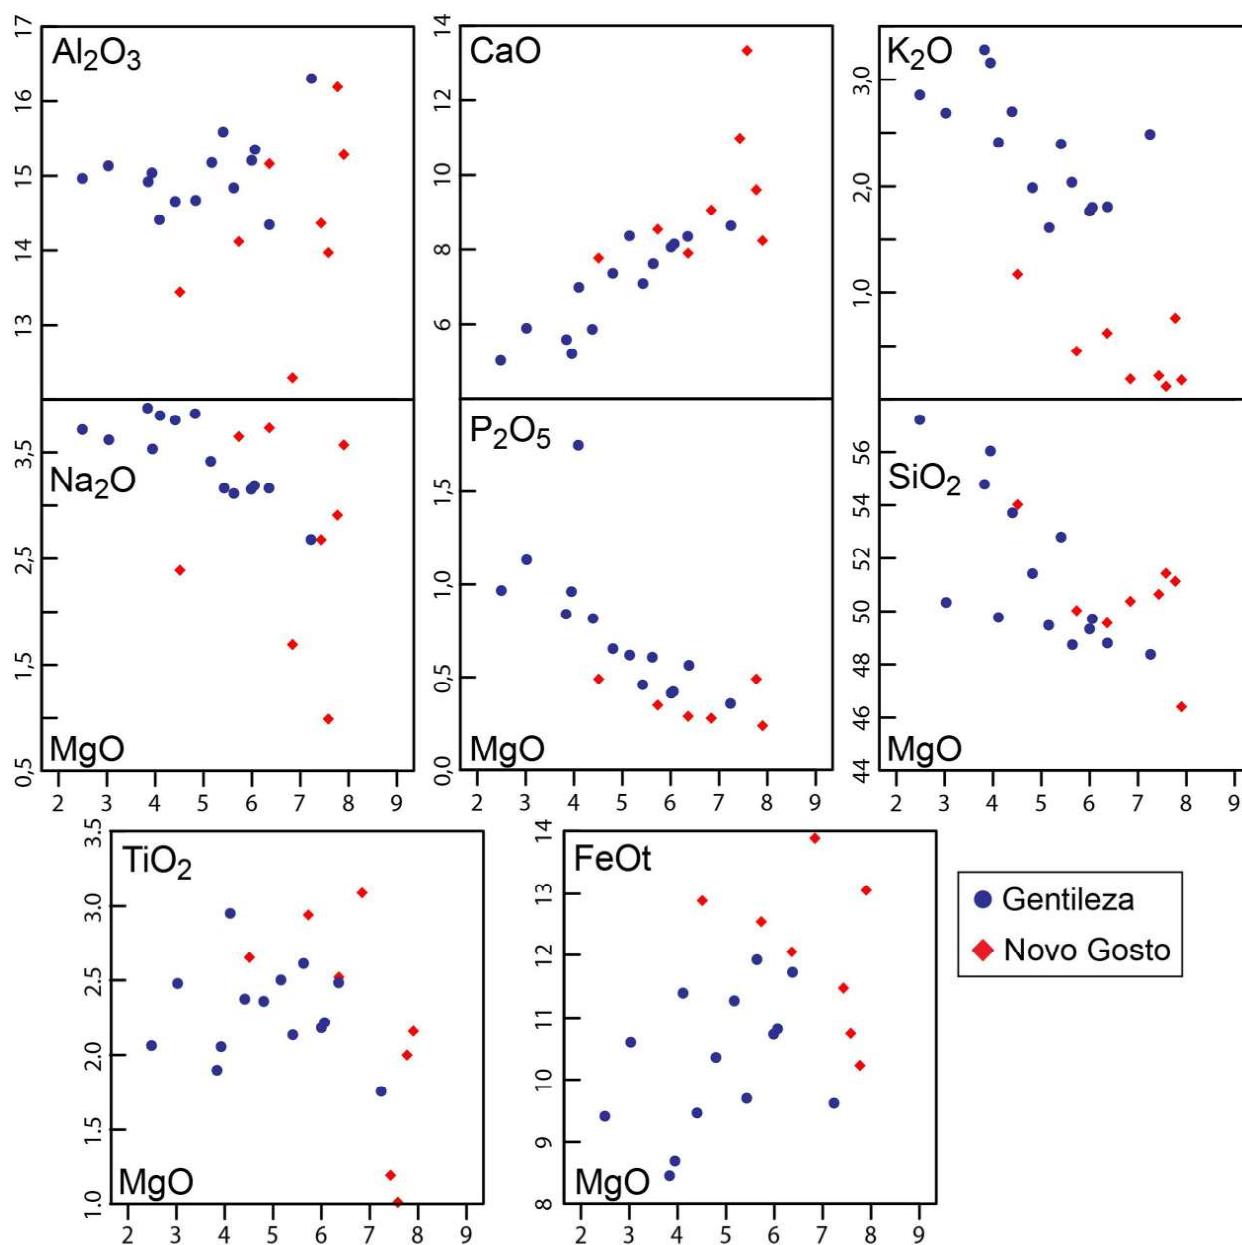 Al₂O₃
17
16
15
14
13
CaO
14
12
10
8
6
K₂O
3,0
2,0
1,0
Na₂O
3,5
2,5
1,5
0,5
MgO
2 3 4 5 6 7 8 9
P₂O₅
1,5
1,0
0,5
0,0
MgO
2 3 4 5 6 7 8 9
SiO₂
56
54
52
50
48
46
44
MgO
2 3 4 5 6 7 8 9
TiO₂
3.5
3.0
2.5
2.0
1.5
1.0
MgO
2 3 4 5 6 7 8 9
FeOt
14
13
12
11
10
9
8
MgO
2 3 4 5 6 7 8 9
Gentileza
Novo Gosto